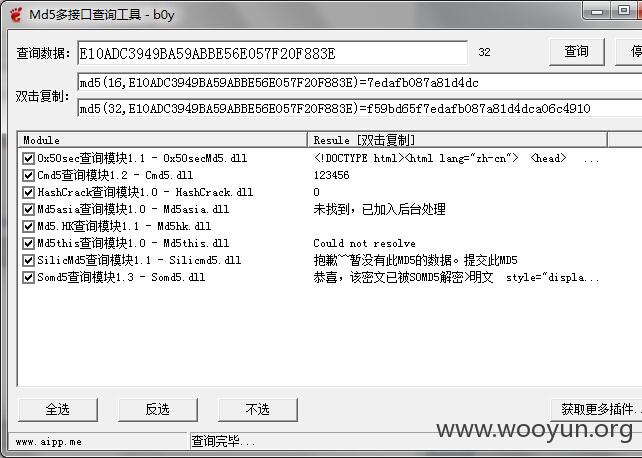 Md5多接口查询工具 - b0y
查询数据: E10ADC3949BA59ABBE56E057F20F883E 32 查询 停
双击复制: md5(16,E10ADC3949BA59ABBE56E057F20F883E)=7edafb087a81d4dc
md5(32,E10ADC3949BA59ABBE56E057F20F883E)=f59bd65f7edafb087a81d4dca06c4910
Module Resule [双击复制]
0x50sec查询模块1.1 - 0x50secMd5.dll <!DOCTYPE html><html lang="zh-cn"> <head> ...
Cmd5查询模块1.2 - Cmd5.dll 123456
HashCrack查询模块1.0 - HashCrack.dll 0
Md5asia查询模块1.0 - Md5asia.dll 未找到，已加入后台处理
Md5.HK查询模块1.1 - Md5hk.dll
Md5this查询模块1.0 - Md5this.dll Could not resolve
SilicMd5查询模块1.1 - Silicmd5.dll 抱歉~~暂没有此MD5的数据。提交此MD5
Somd5查询模块1.3 - Somd5.dll 恭喜，该密文已被SOMD5解密>明文 style="displa...
全选 反选 不选 获取更多插件..
www.wooyun.org
www.aipp.me 查询完毕...